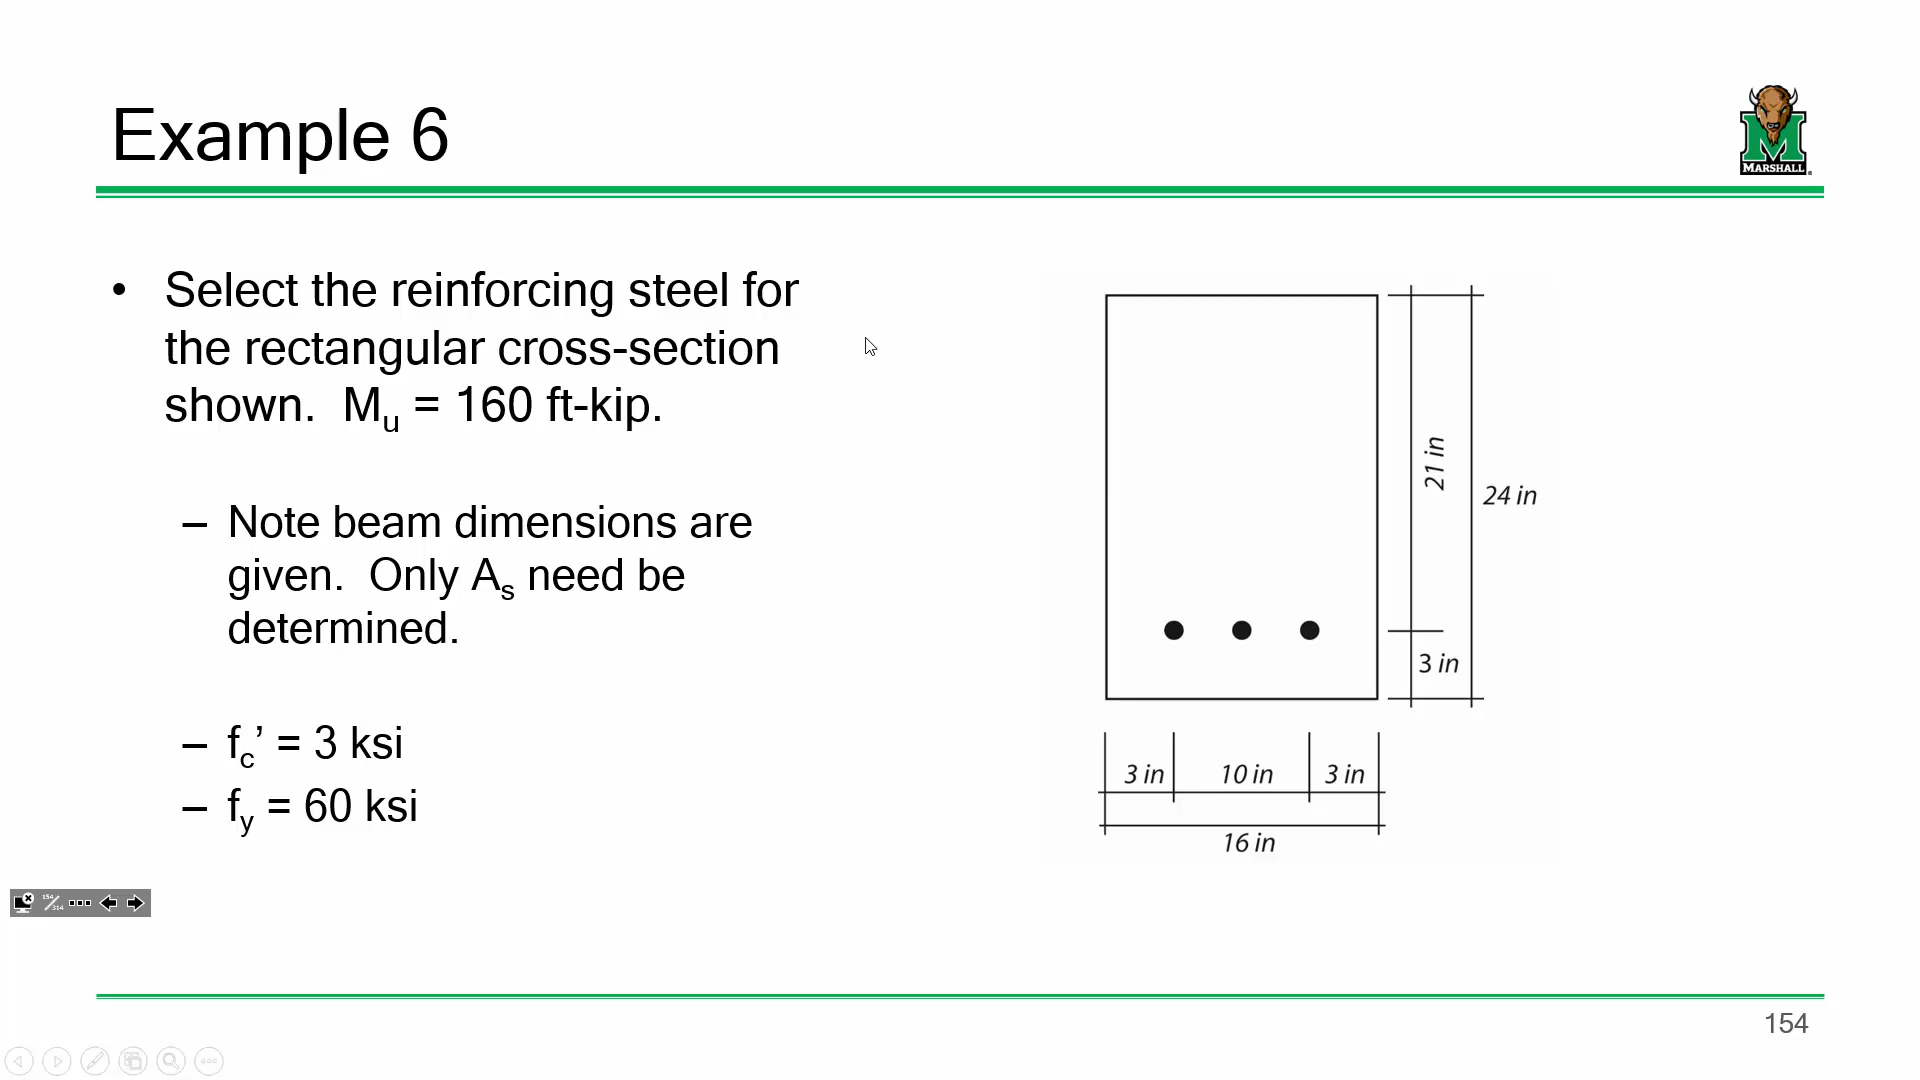 Example 6
MARSHALL
• Select the reinforcing steel for
the rectangular cross-section
shown. Mu = 160 ft-kip.
– Note beam dimensions are
given. Only As need be
determined.
– fc’ = 3 ksi
– fy = 60 ksi
21 in
24 in
3 in
3 in
10 in
3 in
16 in
154/314
154